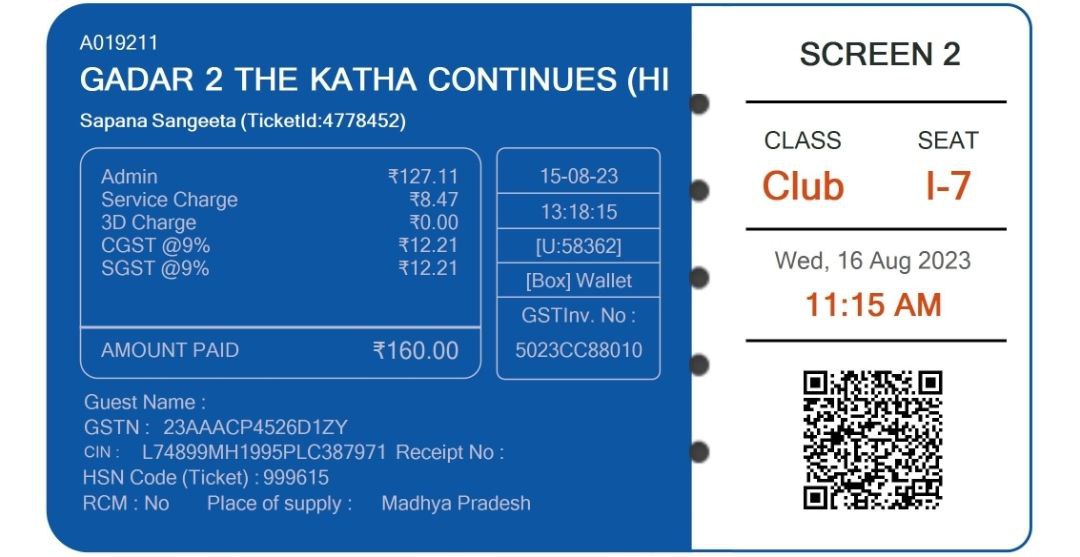 A019211
GADAR 2 THE KATHA CONTINUES (HI
Sapana Sangeeta (TicketId:4778452)
Admin ₹127.11
Service Charge ₹8.47
3D Charge ₹0.00
CGST @9% ₹12.21
SGST @9% ₹12.21
AMOUNT PAID ₹160.00
15-08-23
13:18:15
[U:58362]
[Box] Wallet
GSTInv. No :
5023CC88010
Guest Name :
GSTN : 23AAACP4526D1ZY
CIN : L74899MH1995PLC387971 Receipt No :
HSN Code (Ticket) : 999615
RCM : No Place of supply : Madhya Pradesh
SCREEN 2
CLASS SEAT
Club I-7
Wed, 16 Aug 2023
11:15 AM